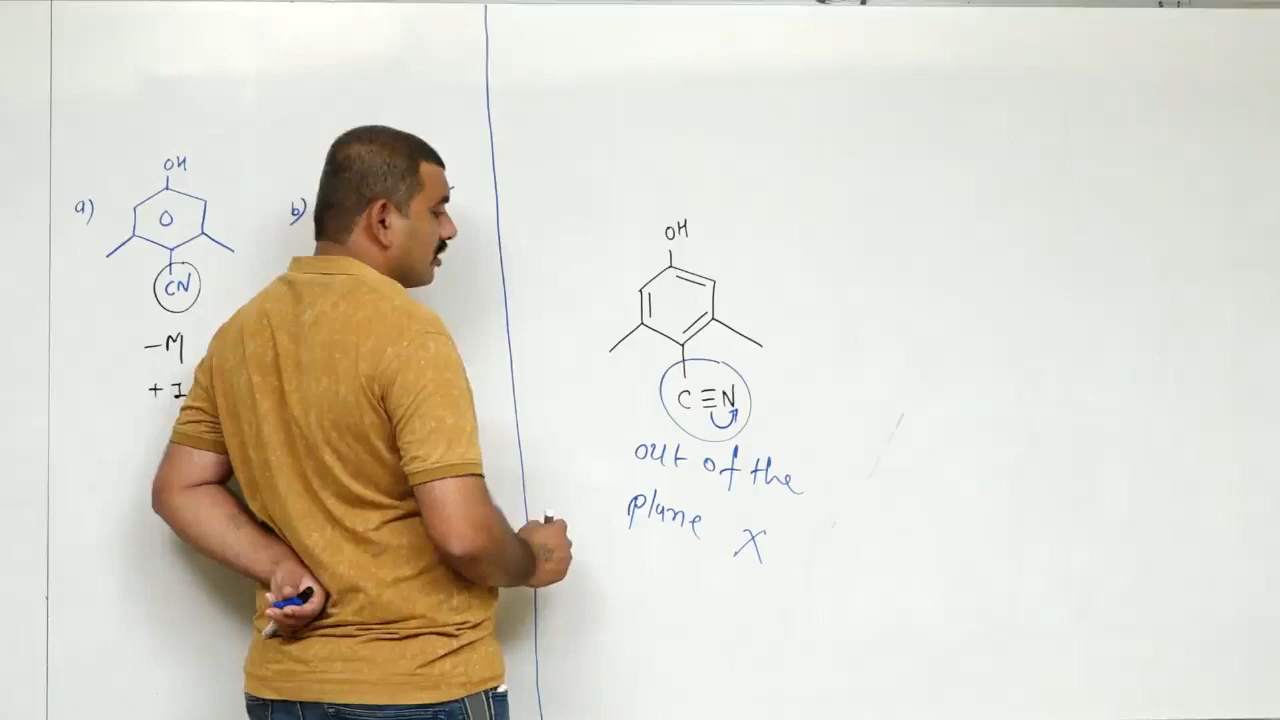 a)
OH
O
CN
-M
+I
b)
OH
C≡N
out of the
plane X